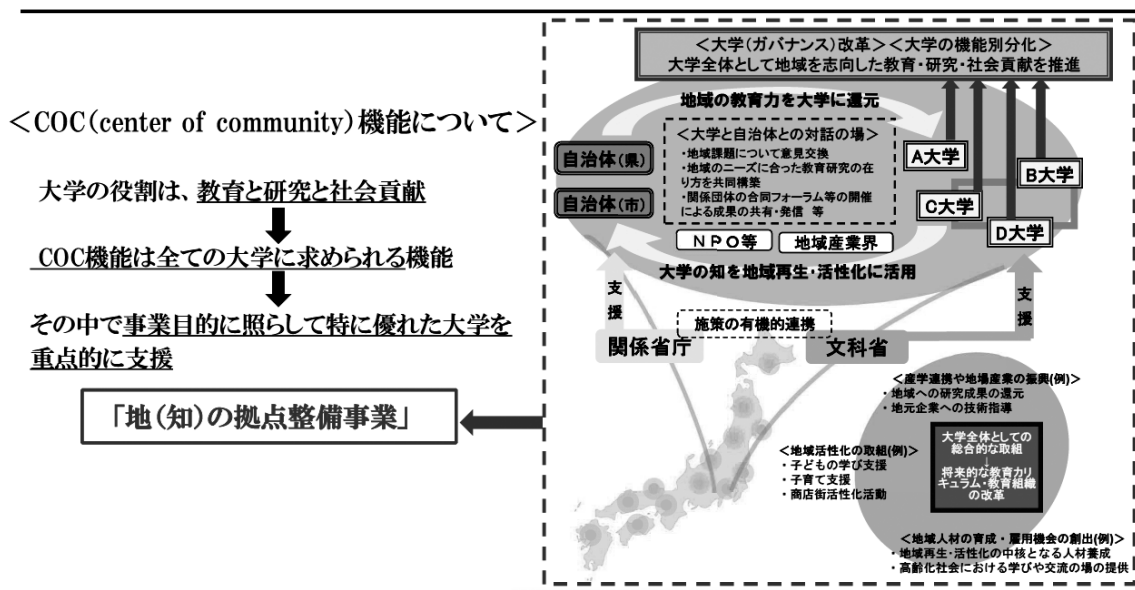 ＜COC（center of community）機能について＞
大学の役割は、教育と研究と社会貢献
COC機能は全ての大学に求められる機能
その中で事業目的に照らして特に優れた大学を
重点的に支援
「地（知）の拠点整備事業」
＜大学（ガバナンス）改革＞＜大学の機能別分化＞
大学全体として地域を志向した教育・研究・社会貢献を推進
地域の教育力を大学に還元
自治体（県）
自治体（市）
＜大学と自治体との対話の場＞
・地域課題について意見交換
・地域のニーズに合った教育研究の在
り方を共同構築
・関係団体の合同フォーラム等の開催
による成果の共有・発信 等
A大学
B大学
C大学
D大学
NPO等
地域産業界
大学の知を地域再生・活性化に活用
支援
支援
施策の有機的連携
関係省庁
文科省
＜産学連携や地場産業の振興(例)＞
・地域への研究成果の還元
・地元企業への技術指導
大学全体としての
総合的な取組
↓
将来的な教育カリ
キュラム・教育組織
の改革
＜地域活性化の取組(例)＞
・子どもの学び支援
・子育て支援
・商店街活性化活動
＜地域人材の育成・雇用機会の創出(例)＞
・地域再生・活性化の中核となる人材養成
・高齢化社会における学びや交流の場の提供